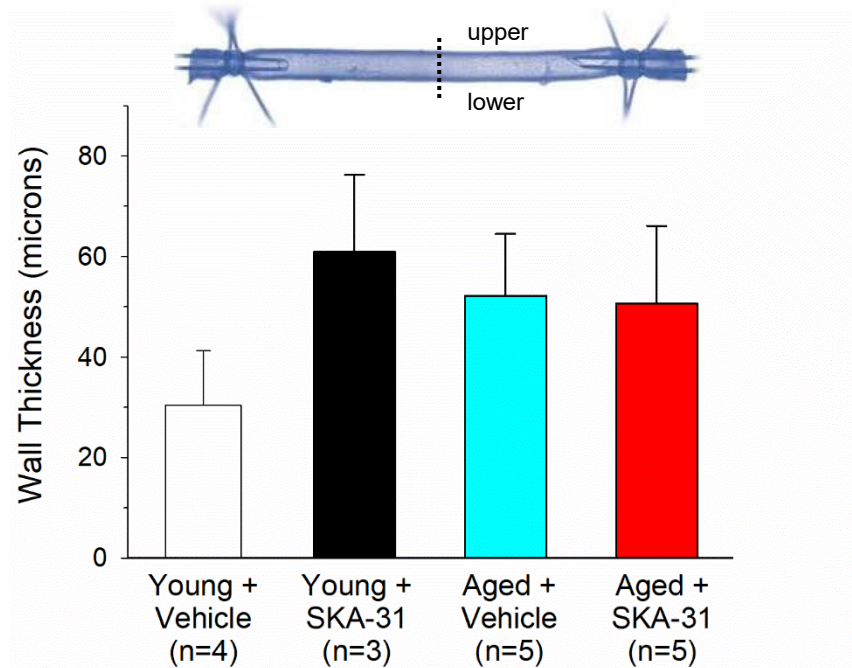 upper
lower
Wall Thickness (microns)
80
60
40
20
0
Young +
Vehicle
(n=4)
Young +
SKA-31
(n=3)
Aged +
Vehicle
(n=5)
Aged +
SKA-31
(n=5)